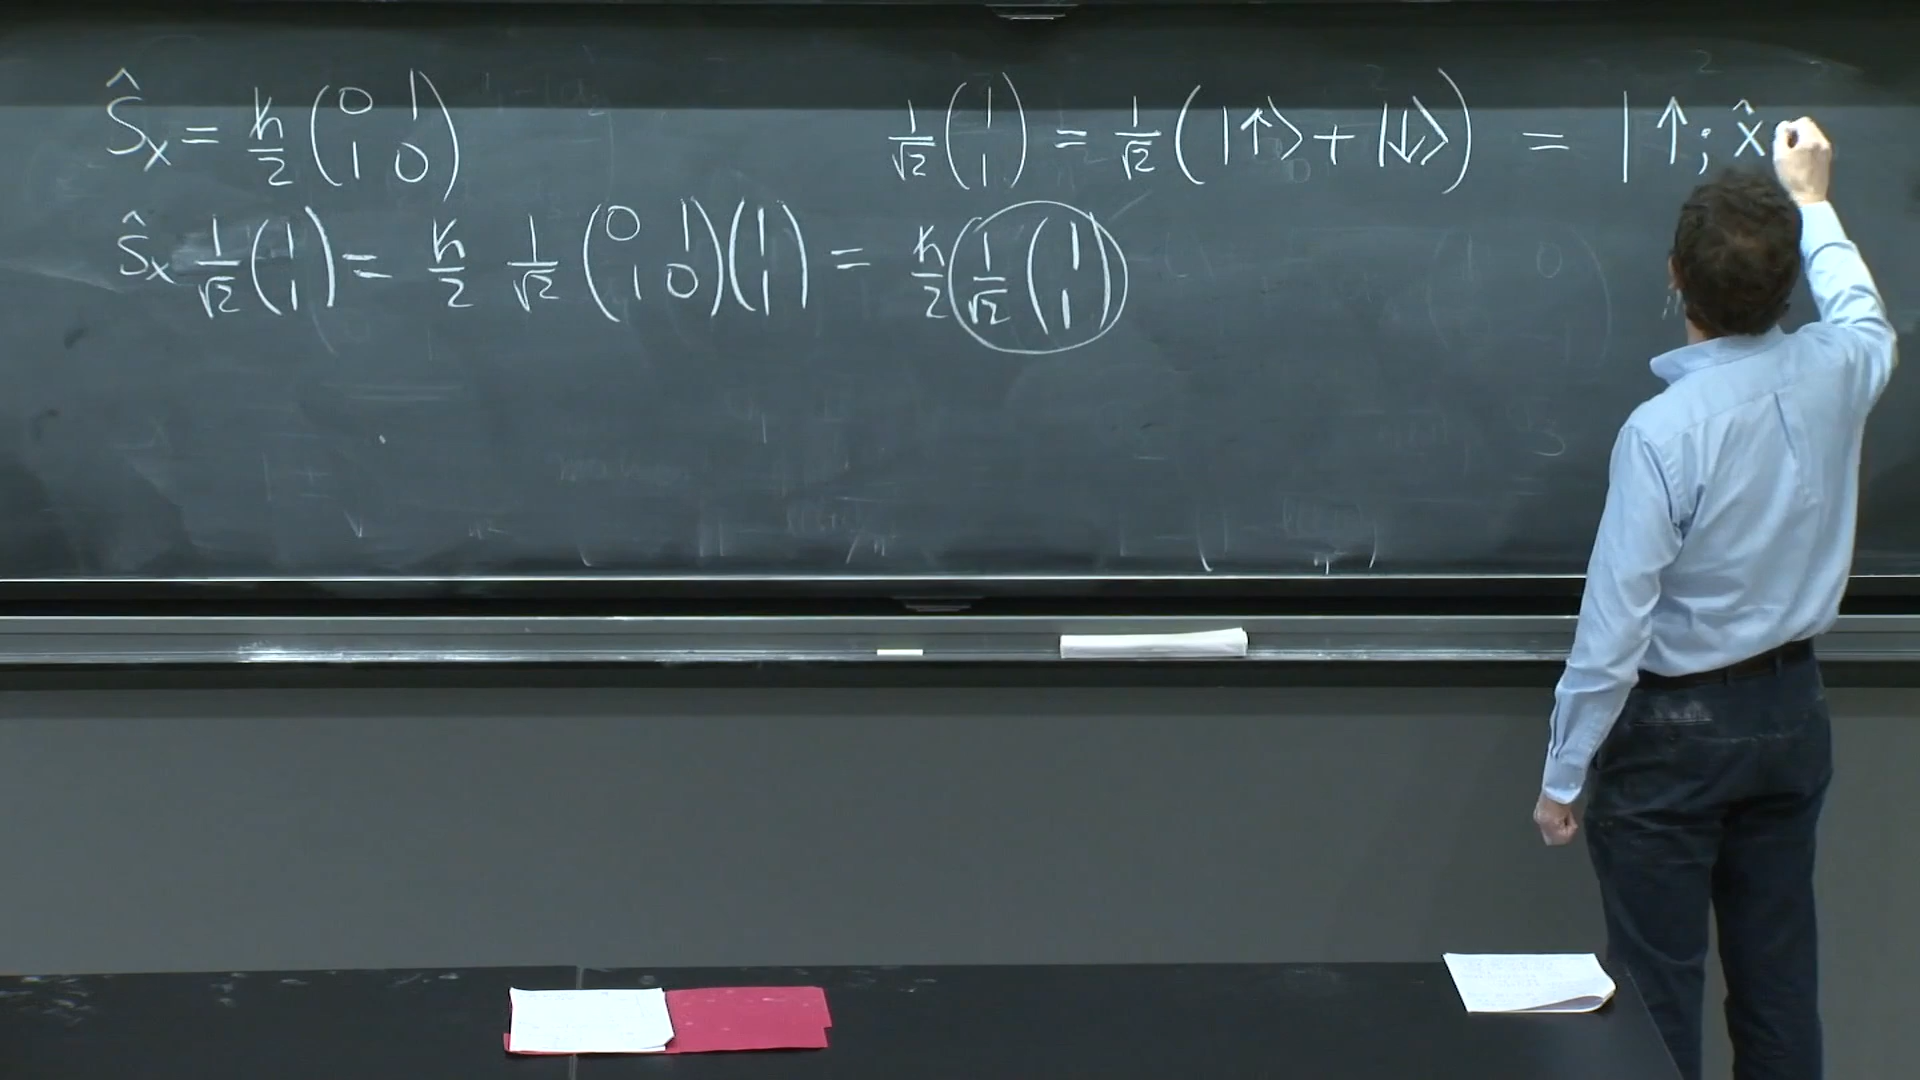 Ŝx = ħ/2 (0 1 / 1 0)
1/√2 (1 / 1) = 1/√2 (|↑⟩ + |↓⟩) = |↑; x̂
Ŝx 1/√2 (1 / 1) = ħ/2 1/√2 (0 1 / 1 0)(1 / 1) = ħ/2 (1/√2 (1 / 1))